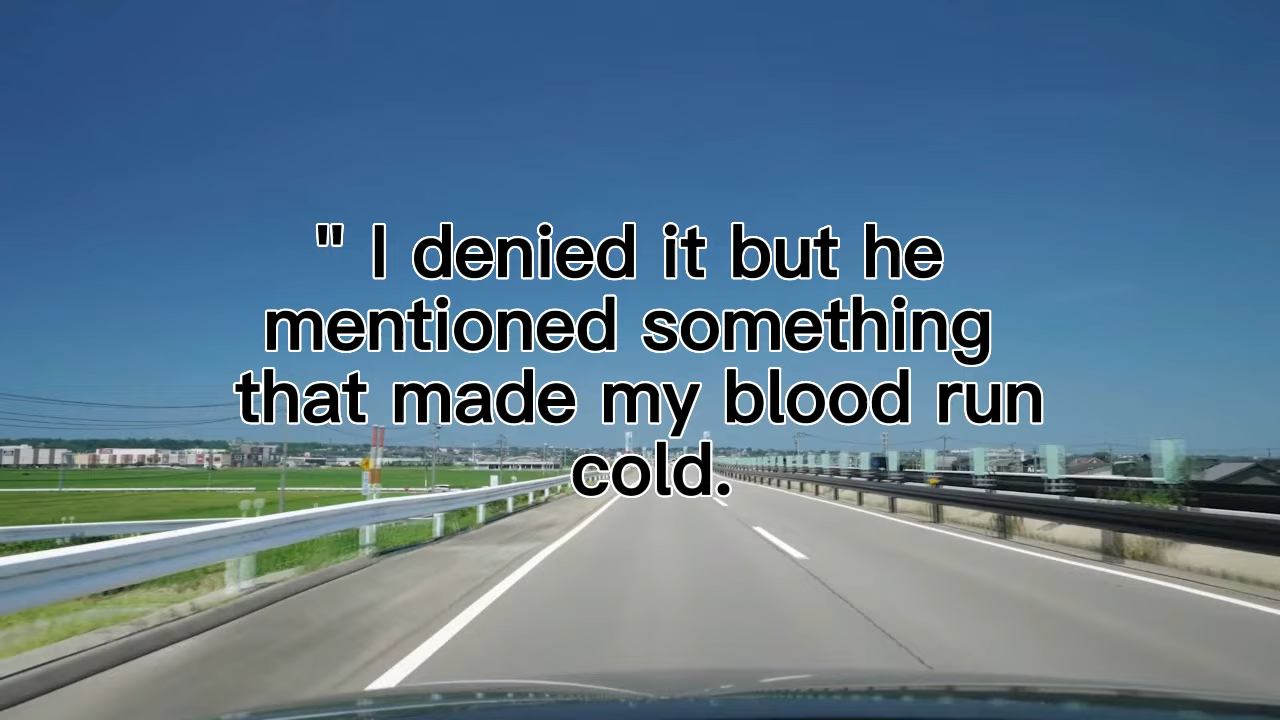 " I denied it but he
mentioned something
that made my blood run
cold.